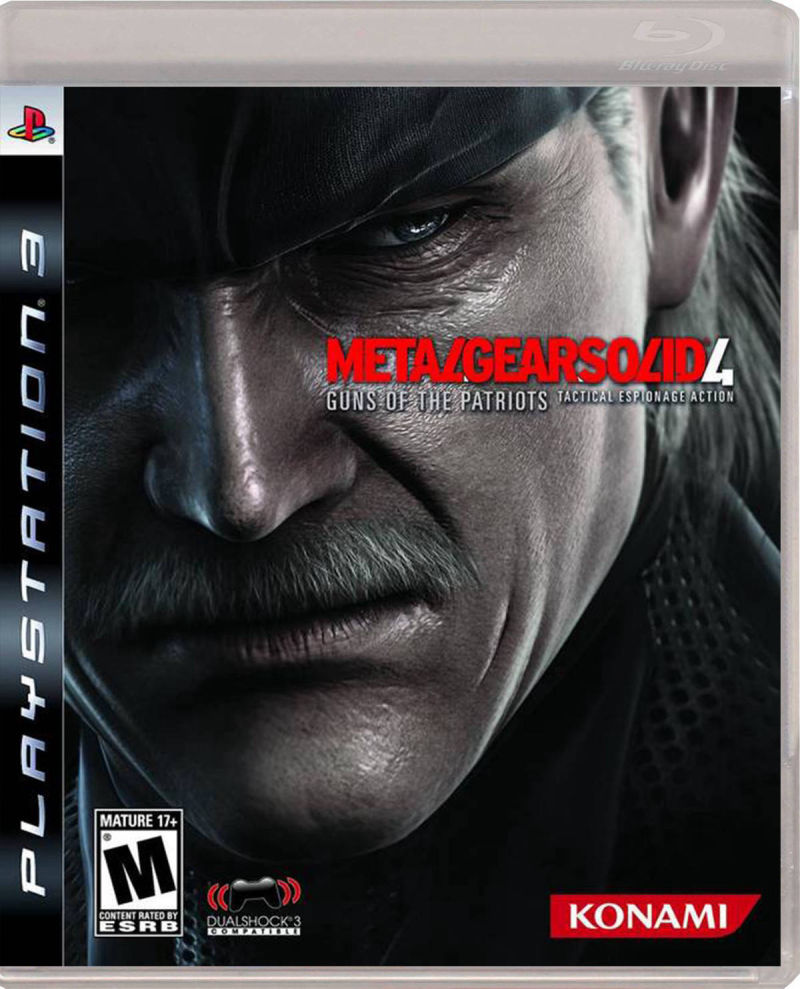 Blu-ray Disc
PLAYSTATION® 3
METAL GEAR SOLID® 4
GUNS OF THE PATRIOTS TACTICAL ESPIONAGE ACTION
MATURE 17+
M®
CONTENT RATED BY
ESRB
DUALSHOCK®3
COMPATIBLE
KONAMI